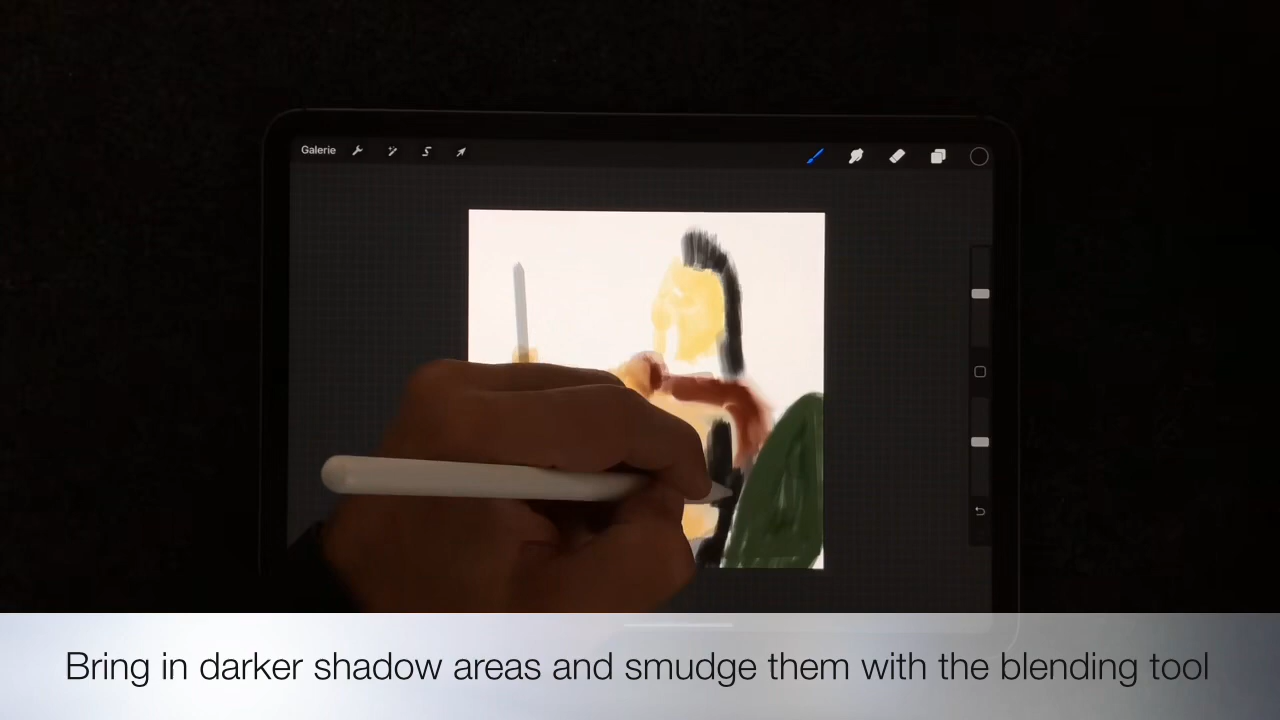 Galerie
Bring in darker shadow areas and smudge them with the blending tool